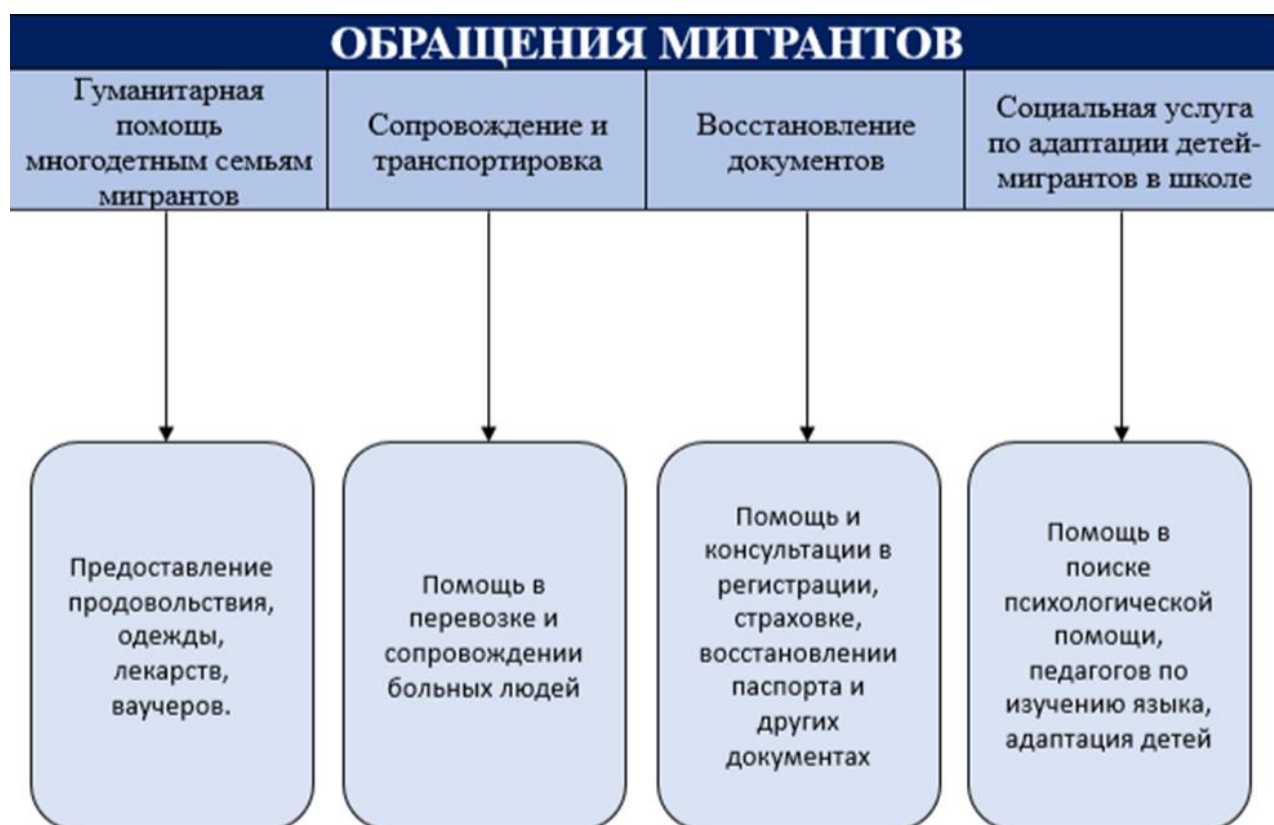 ОБРАЩЕНИЯ МИГРАНТОВ
Гуманитарная
помощь
многодетным семьям
мигрантов
Сопровождение и
транспортировка
Восстановление
документов
Социальная услуга
по адаптации детей-
мигрантов в школе
Предоставление
продовольствия,
одежды,
лекарств,
ваучеров.
Помощь в
перевозке и
сопровождении
больных людей
Помощь и
консультации в
регистрации,
страховке,
восстановлении
паспорта и
других
документах
Помощь в
поиске
психологической
помощи,
педагогов по
изучению языка,
адаптация детей